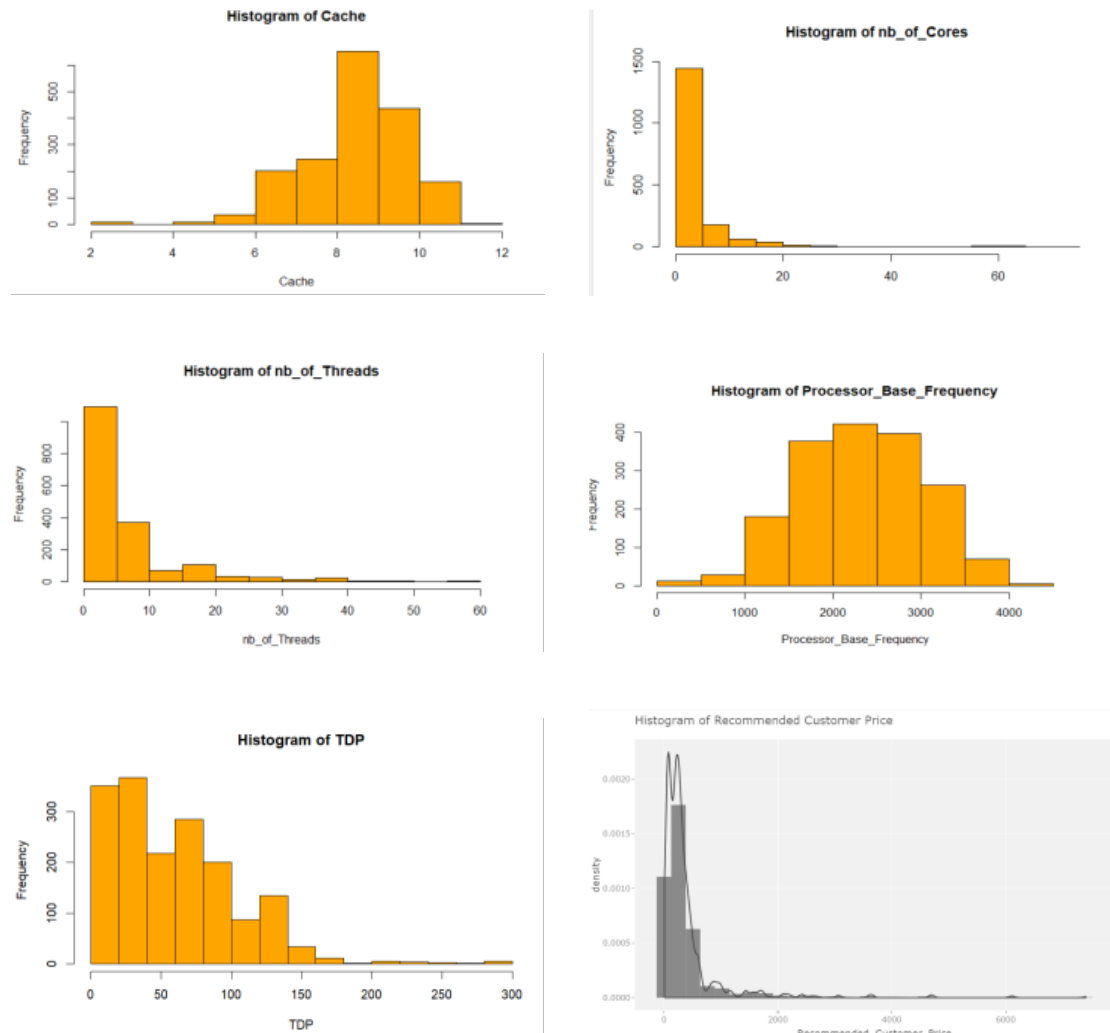 Histogram of Cache
Frequency
0 100 300 500
2 4 6 8 10 12
Cache
Histogram of nb_of_Cores
Frequency
0 500 1000 1500
0 20 40 60
Histogram of nb_of_Threads
Frequency
0 200 400 600 800
0 10 20 30 40 50 60
nb_of_Threads
Histogram of Processor_Base_Frequency
Frequency
0 100 200 300 400
0 1000 2000 3000 4000
Processor_Base_Frequency
Histogram of TDP
Frequency
0 100 200 300
0 50 100 150 200 250 300
TDP
Histogram of Recommended Customer Price
density
0.0020
0.0015
0.0010
0.0005
0.0000
0 2000 4000 6000
Recommended_Customer_Price